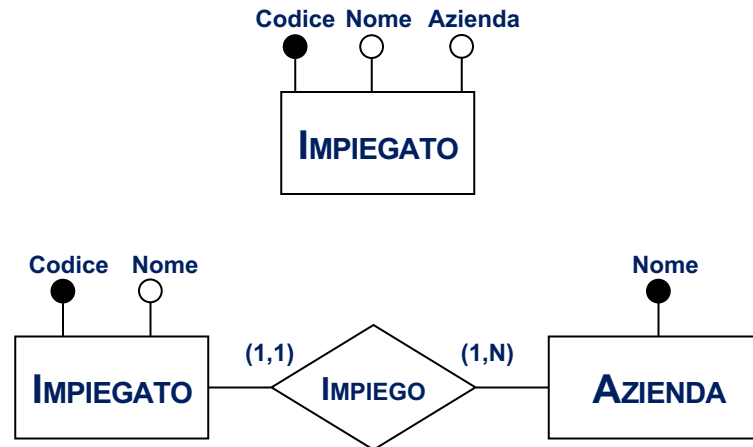 Codice Nome Azienda
IMPIEGATO
Codice Nome Nome
(1,1) (1,N)
IMPIEGATO IMPIEGO AZIENDA